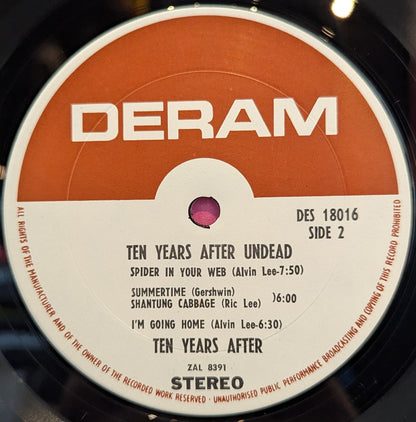 DERAM
DES 18016
SIDE 2
TEN YEARS AFTER UNDEAD
SPIDER IN YOUR WEB (Alvin Lee-7:50)
SUMMERTIME (Gershwin)
SHANTUNG CABBAGE (Ric Lee) )6:00
I'M GOING HOME (Alvin Lee-6:30)
TEN YEARS AFTER
ZAL 8391
STEREO
ALL RIGHTS OF THE MANUFACTURER AND OF THE OWNER OF THE RECORDED WORK RESERVED · UNAUTHORISED PUBLIC PERFORMANCE BROADCASTING AND COPYING OF THIS RECORD PROHIBITED